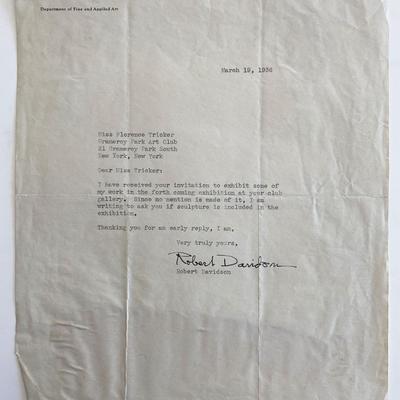 Department of Fine and Applied Art
March 19, 1936
Miss Florence Tricker
Gramercy Park Art Club
21 Gramercy Park South
New York, New York
Dear Miss Tricker:
I have received your invitation to exhibit some of
my work in the forth coming exhibition at your club
gallery. Since no mention is made of it, I am
writing to ask you if sculpture is included in the
exhibition.
Thanking you for an early reply, I am,
Very truly yours,
Robert Davidson
Robert Davidson